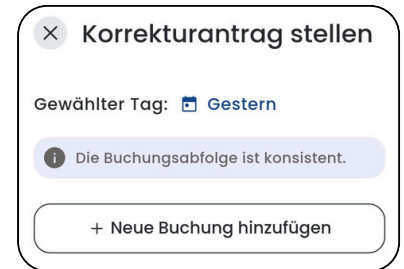 Korrekturantrag stellen
Gewählter Tag: Gestern
Die Buchungsabfolge ist konsistent.
+ Neue Buchung hinzufügen